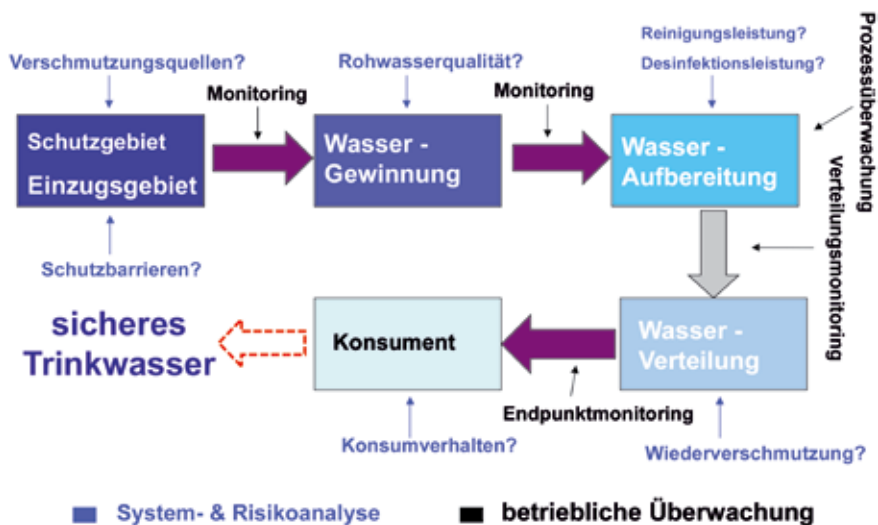 Verschmutzungsquellen?
Monitoring
Rohwasserqualität?
Monitoring
Reinigungsleistung?
Desinfektionsleistung?
Prozessüberwachung
Schutzgebiet
Einzugsgebiet
Wasser -
Gewinnung
Wasser -
Aufbereitung
Verteilungsmonitoring
Schutzbarrieren?
sicheres
Trinkwasser
Konsument
Wasser -
Verteilung
Endpunktmonitoring
Konsumverhalten?
Wiederverschmutzung?
System- & Risikoanalyse
betriebliche Überwachung